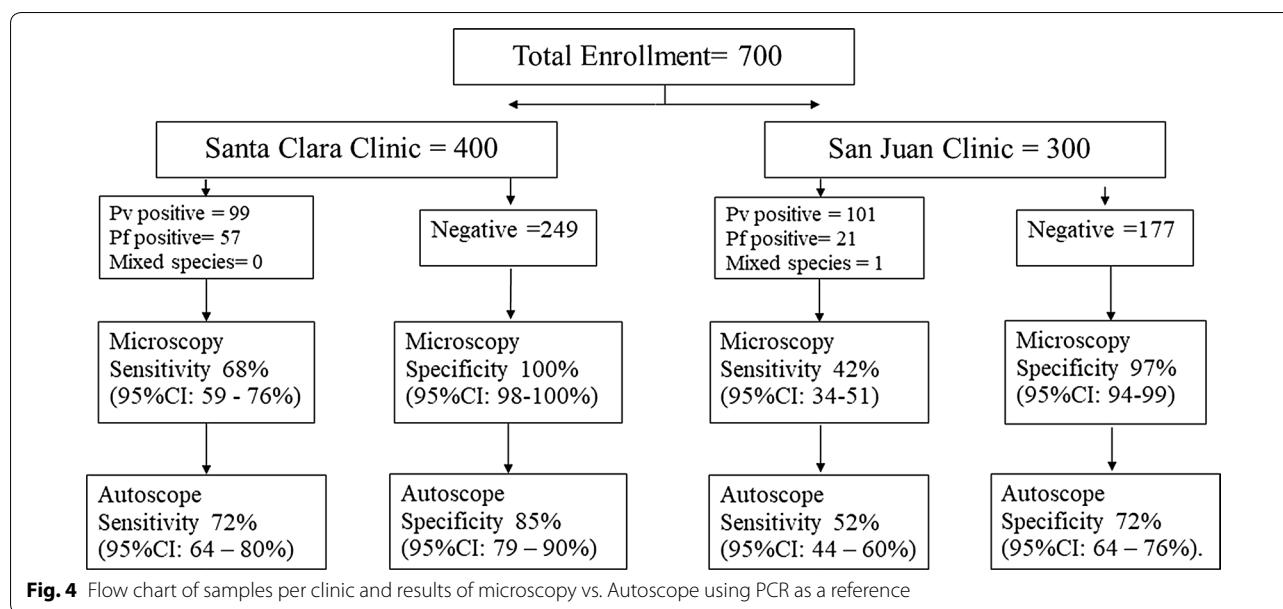 Total Enrollment= 700
Santa Clara Clinic = 400
San Juan Clinic = 300
Pv positive = 99
Pf positive= 57
Mixed species= 0
Negative =249
Pv positive = 101
Pf positive= 21
Mixed species = 1
Negative =177
Microscopy
Sensitivity 68%
(95%CI: 59 - 76%)
Microscopy
Specificity 100%
(95%CI: 98-100%)
Microscopy
Sensitivity 42%
(95%CI: 34-51)
Microscopy
Specificity 97%
(95%CI: 94-99)
Autoscope
Sensitivity 72%
(95%CI: 64 – 80%)
Autoscope
Specificity 85%
(95%CI: 79 – 90%)
Autoscope
Sensitivity 52%
(95%CI: 44 – 60%)
Autoscope
Specificity 72%
(95%CI: 64 – 76%).
Fig. 4 Flow chart of samples per clinic and results of microscopy vs. Autoscope using PCR as a reference